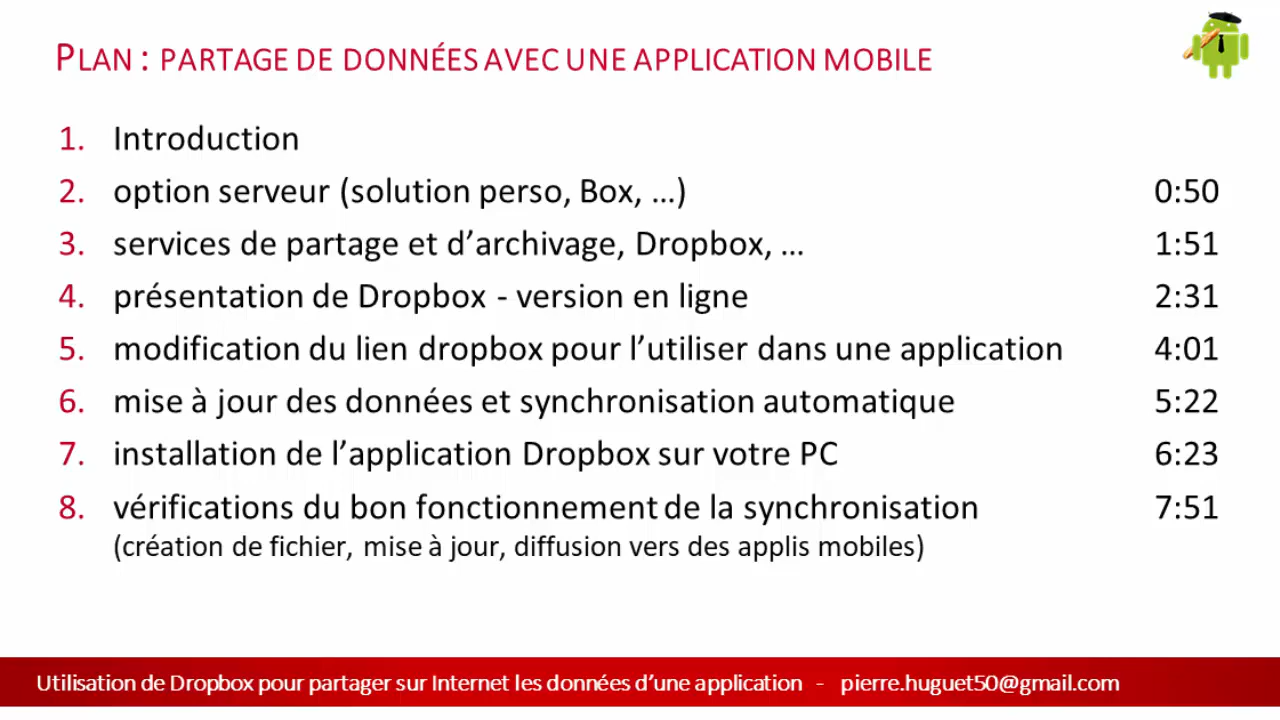 PLAN : PARTAGE DE DONNÉES AVEC UNE APPLICATION MOBILE
1. Introduction
2. option serveur (solution perso, Box, ...) 0:50
3. services de partage et d’archivage, Dropbox, ... 1:51
4. présentation de Dropbox - version en ligne 2:31
5. modification du lien dropbox pour l’utiliser dans une application 4:01
6. mise à jour des données et synchronisation automatique 5:22
7. installation de l’application Dropbox sur votre PC 6:23
8. vérifications du bon fonctionnement de la synchronisation 7:51
(création de fichier, mise à jour, diffusion vers des applis mobiles)
Utilisation de Dropbox pour partager sur Internet les données d’une application - pierre.huguet50@gmail.com